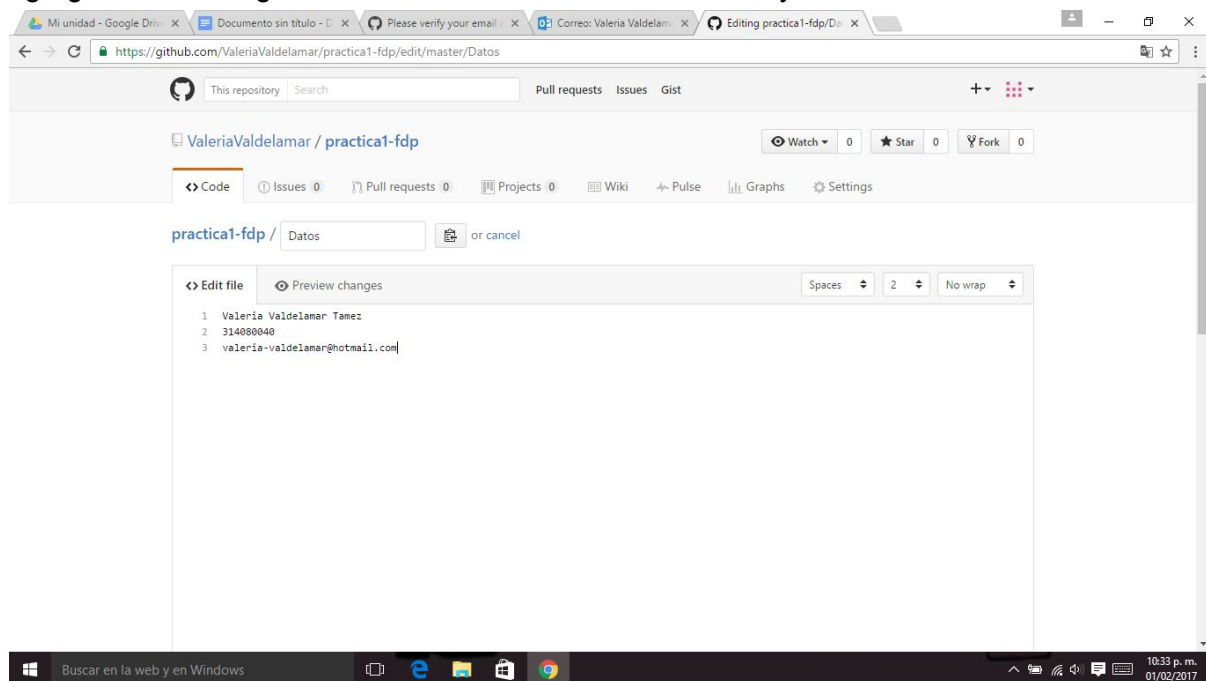 Mi unidad - Google Driv
Documento sin título - D
Please verify your email a
Correo: Valeria Valdelam
Editing practica1-fdp/Da
https://github.com/ValeriaValdelamar/practica1-fdp/edit/master/Datos
This repository Search Pull requests Issues Gist
ValeriaValdelamar / practica1-fdp Watch 0 Star 0 Fork 0
Code Issues 0 Pull requests 0 Projects 0 Wiki Pulse Graphs Settings
practica1-fdp / Datos or cancel
Edit file Preview changes Spaces 2 No wrap
1 Valeria Valdelamar Tamez
2 314080040
3 valeria-valdelamar@hotmail.com
Buscar en la web y en Windows
10:33 p. m.
01/02/2017